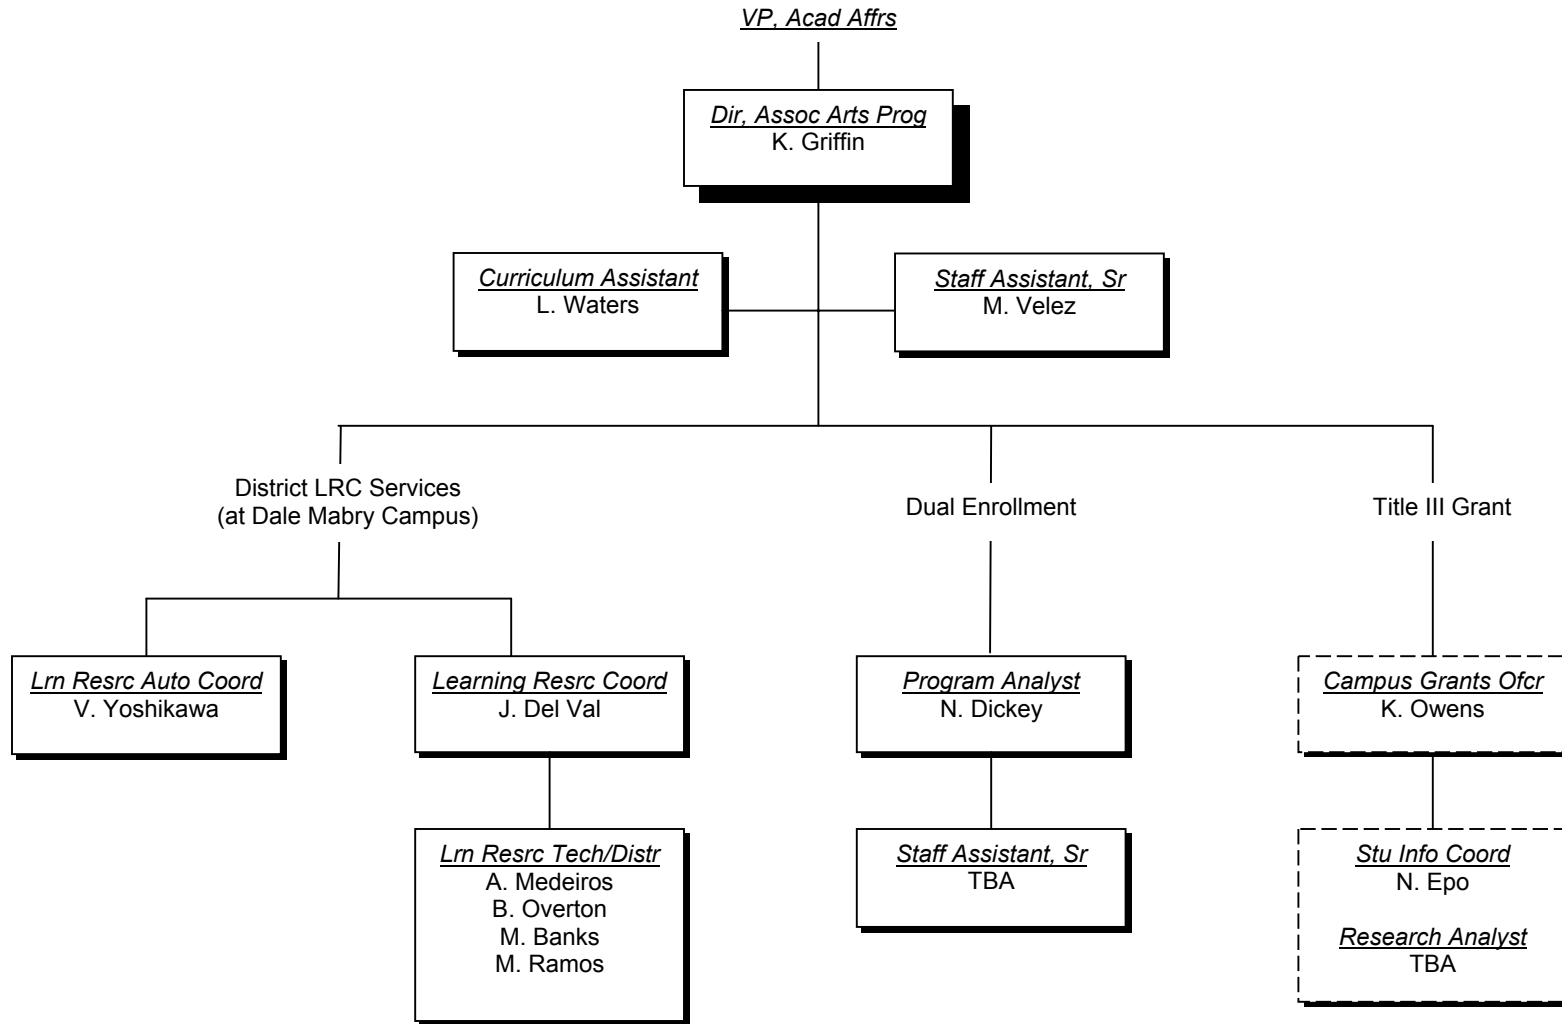 VP, Acad Affrs
Dir, Assoc Arts Prog
K. Griffin
Curriculum Assistant
L. Waters
Staff Assistant, Sr
M. Velez
District LRC Services
(at Dale Mabry Campus)
Dual Enrollment
Title III Grant
Lrn Resrc Auto Coord
V. Yoshikawa
Learning Resrc Coord
J. Del Val
Program Analyst
N. Dickey
Campus Grants Ofcr
K. Owens
Lrn Resrc Tech/Distr
A. Medeiros
B. Overton
M. Banks
M. Ramos
Staff Assistant, Sr
TBA
Stu Info Coord
N. Epo
Research Analyst
TBA